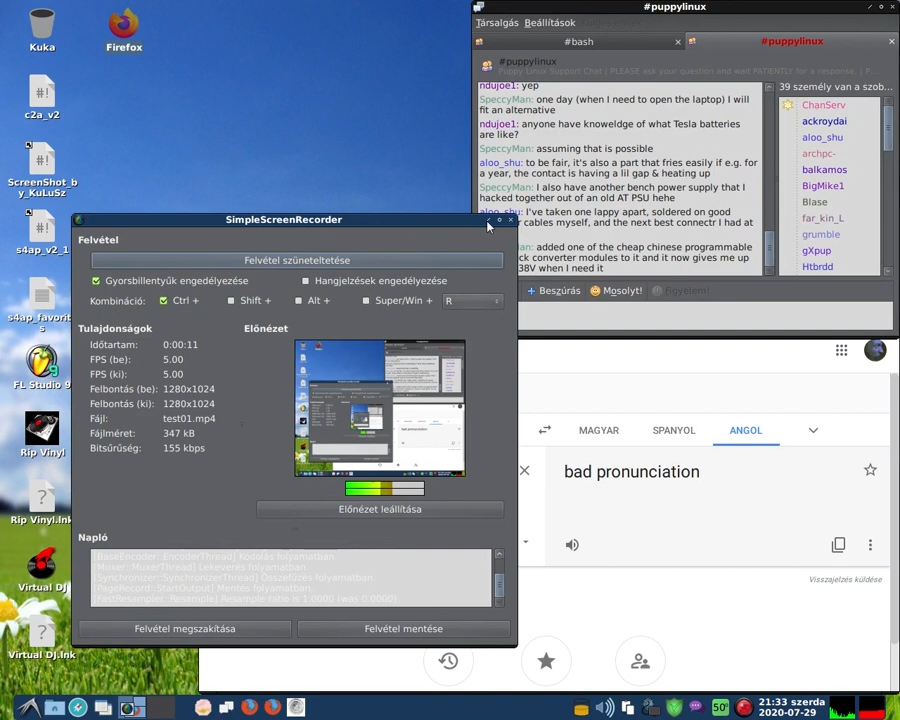 Kuka
Firefox
c2a_v2
ScreenShot_b
y_KuLuSz
s4ap_v2_1
s4ap_favorit
s
FL Studio 9
Rip Vinyl
Rip Vinyl.lnk
Virtual DJ
Virtual DJ.lnk
#puppylinux
Társalgás Beállítások
#bash
#puppylinux
#puppylinux
Puppy Linux Support Chat | PLEASE ask your question and wait PATIENTLY for a response. | P...
39 személy van a szob...
ndujoe1: yep
SpeccyMan: one day (when I need to open the laptop) I will
fit an alternative
ndujoe1: anyone have knoweldge of what Tesla batteries
are like?
SpeccyMan: assuming that is possible
aloo_shu: to be fair, it's also a part that fries easily if e.g. for
a year, the contact is having a lil gap & heating up
SpeccyMan: I also have another bench power supply that I
hacked together out of an old AT PSU hehe
aloo_shu: I've taken one lappy apart, soldered on good
r cables myself, and the next best connectr I had at
added one of the cheap chinese programmable
ck converter modules to it and it now gives me up
38V when I need it
ChanServ
ackroydai
aloo_shu
archpc-
balkamos
BigMike1
Blase
far_kin_L
grumble
gXpup
Htbrdd
Beszúrás
Mosolyt!
Figyelem!
SimpleScreenRecorder
Felvétel
Felvétel szüneteltetése
Gyorsbillentyűk engedélyezése
Hangjelzések engedélyezése
Kombináció: Ctrl + Shift + Alt + Super/Win + R
Tulajdonságok
Előnézet
Időtartam: 0:00:11
FPS (be): 5.00
FPS (ki): 5.00
Felbontás (be): 1280x1024
Felbontás (ki): 1280x1024
Fájl: test01.mp4
Fájlméret: 347 kB
Bitsűrűség: 155 kbps
bad pronunciation
Előnézet leállítása
Napló
[BaseEncoder::EncoderThread] Kódolás folyamatban.
[Muxer::MuxerThread] Lekeverés folyamatban.
[Synchronizer::SynchronizerThread] Összefűzés folyamatban.
[PageRecord::StartOutput] Mentés folyamatban.
[FastResampler::Resample] Resample ratio is 1.0000 (was 0.0000)
Felvétel megszakítása
Felvétel mentése
MAGYAR
SPANYOL
ANGOL
bad pronunciation
Visszajelzés küldése
50°
21:33 szerda
2020-07-29